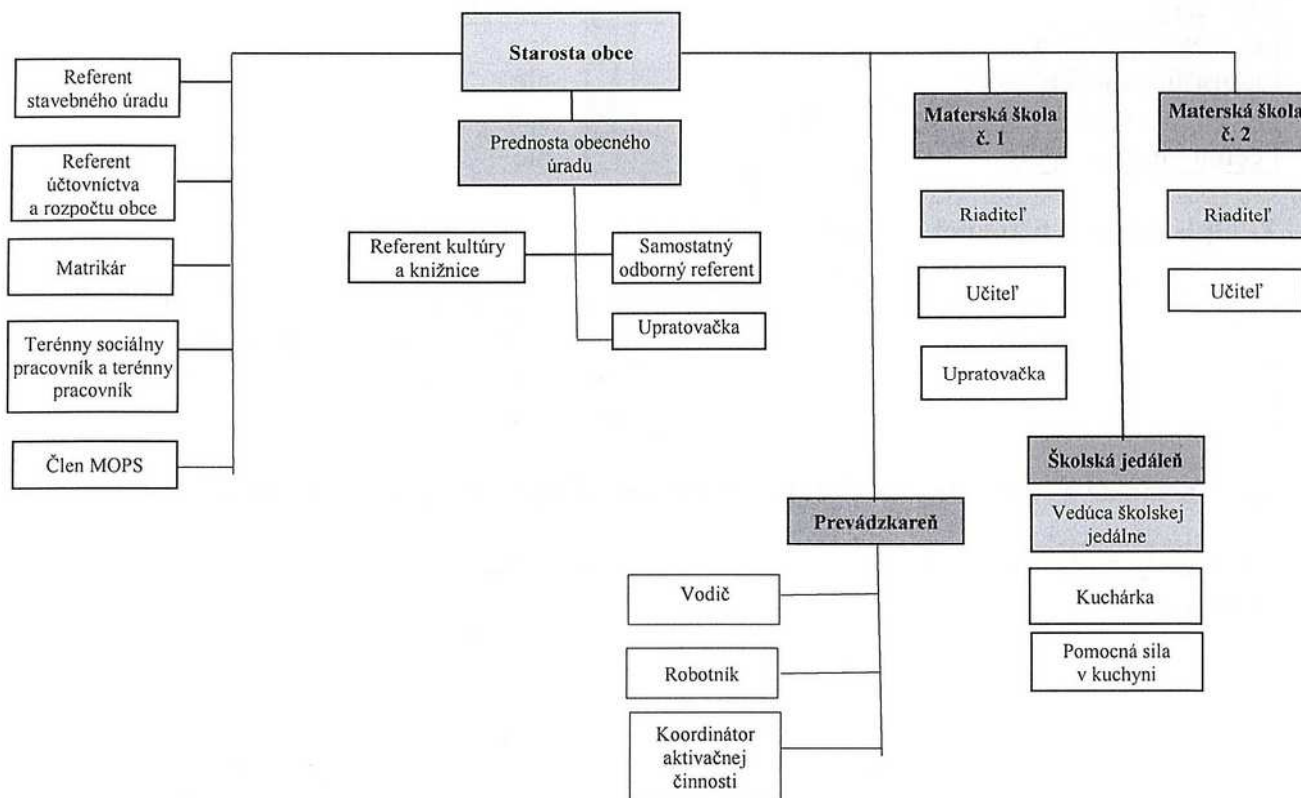 Starosta obce
Prednosta obecného
úradu
Referent kultúry
a knižnice
Samostatný
odborný referent
Upratovačka
Referent
stavebného úradu
Referent
účtovníctva
a rozpočtu obce
Matrikár
Terénny sociálny
pracovník a terénny
pracovník
Člen MOPS
Materská škola
č. 1
Riaditeľ
Učiteľ
Upratovačka
Materská škola
č. 2
Riaditeľ
Učiteľ
Školská jedáleň
Vedúca školskej
jedálne
Kuchárka
Pomocná sila
v kuchyni
Prevádzkareň
Vodič
Robotník
Koordinátor
aktivačnej
činnosti